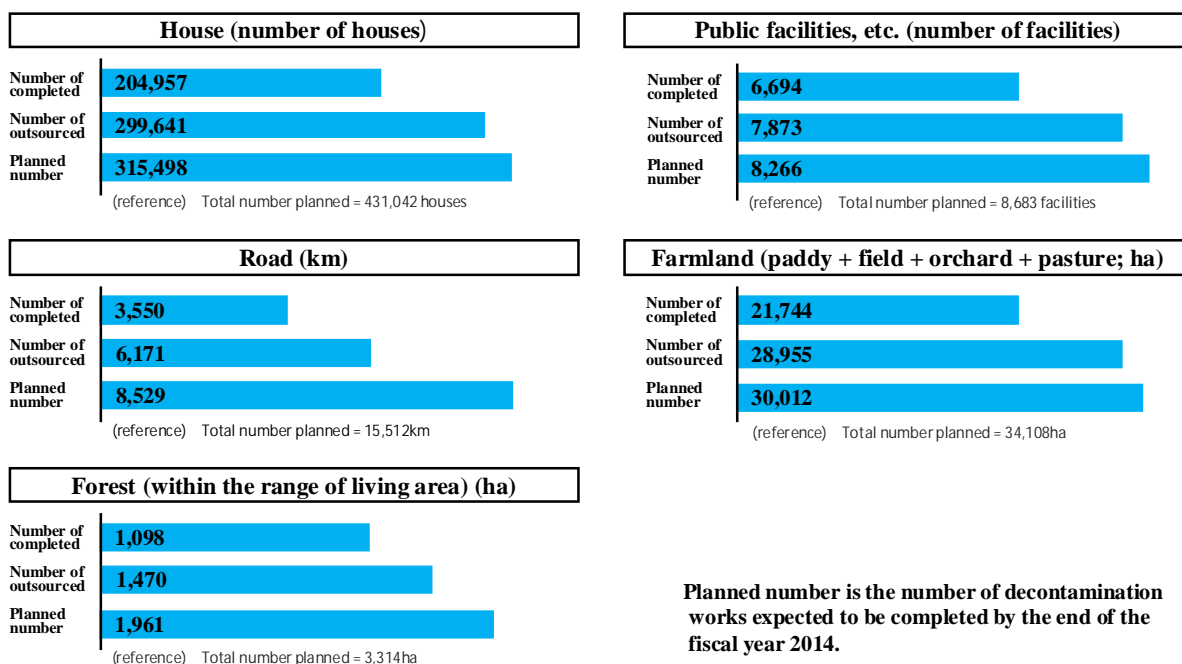 House (number of houses)
Number of
completed
204,957
Number of
outsourced
299,641
Planned
number
315,498
(reference) Total number planned = 431,042 houses
Public facilities, etc. (number of facilities)
Number of
completed
6,694
Number of
outsourced
7,873
Planned
number
8,266
(reference) Total number planned = 8,683 facilities
Road (km)
Number of
completed
3,550
Number of
outsourced
6,171
Planned
number
8,529
(reference) Total number planned = 15,512km
Farmland (paddy + field + orchard + pasture; ha)
Number of
completed
21,744
Number of
outsourced
28,955
Planned
number
30,012
(reference) Total number planned = 34,108ha
Forest (within the range of living area) (ha)
Number of
completed
1,098
Number of
outsourced
1,470
Planned
number
1,961
(reference) Total number planned = 3,314ha
Planned number is the number of decontamination
works expected to be completed by the end of the
fiscal year 2014.